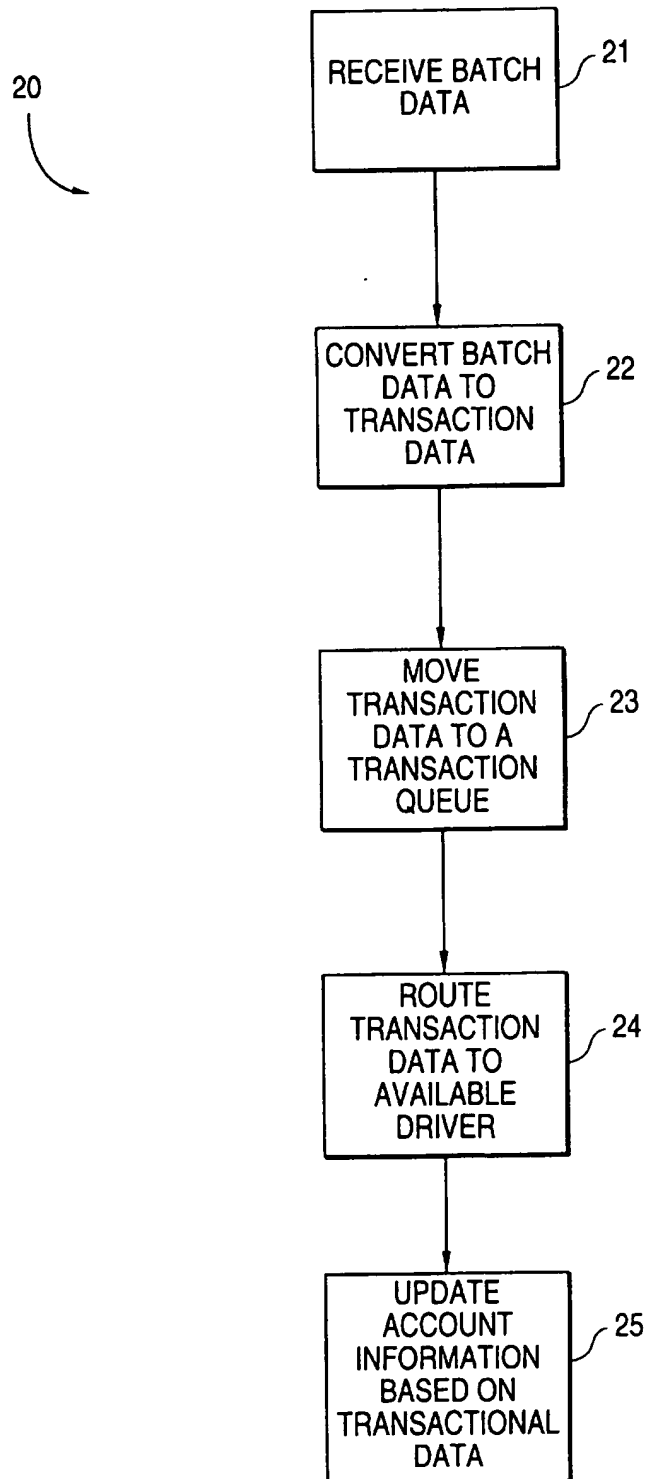 20
RECEIVE BATCH
DATA
21
CONVERT BATCH
DATA TO
TRANSACTION
DATA
22
MOVE
TRANSACTION
DATA TO A
TRANSACTION
QUEUE
23
ROUTE
TRANSACTION
DATA TO
AVAILABLE
DRIVER
24
UPDATE
ACCOUNT
INFORMATION
BASED ON
TRANSACTIONAL
DATA
25